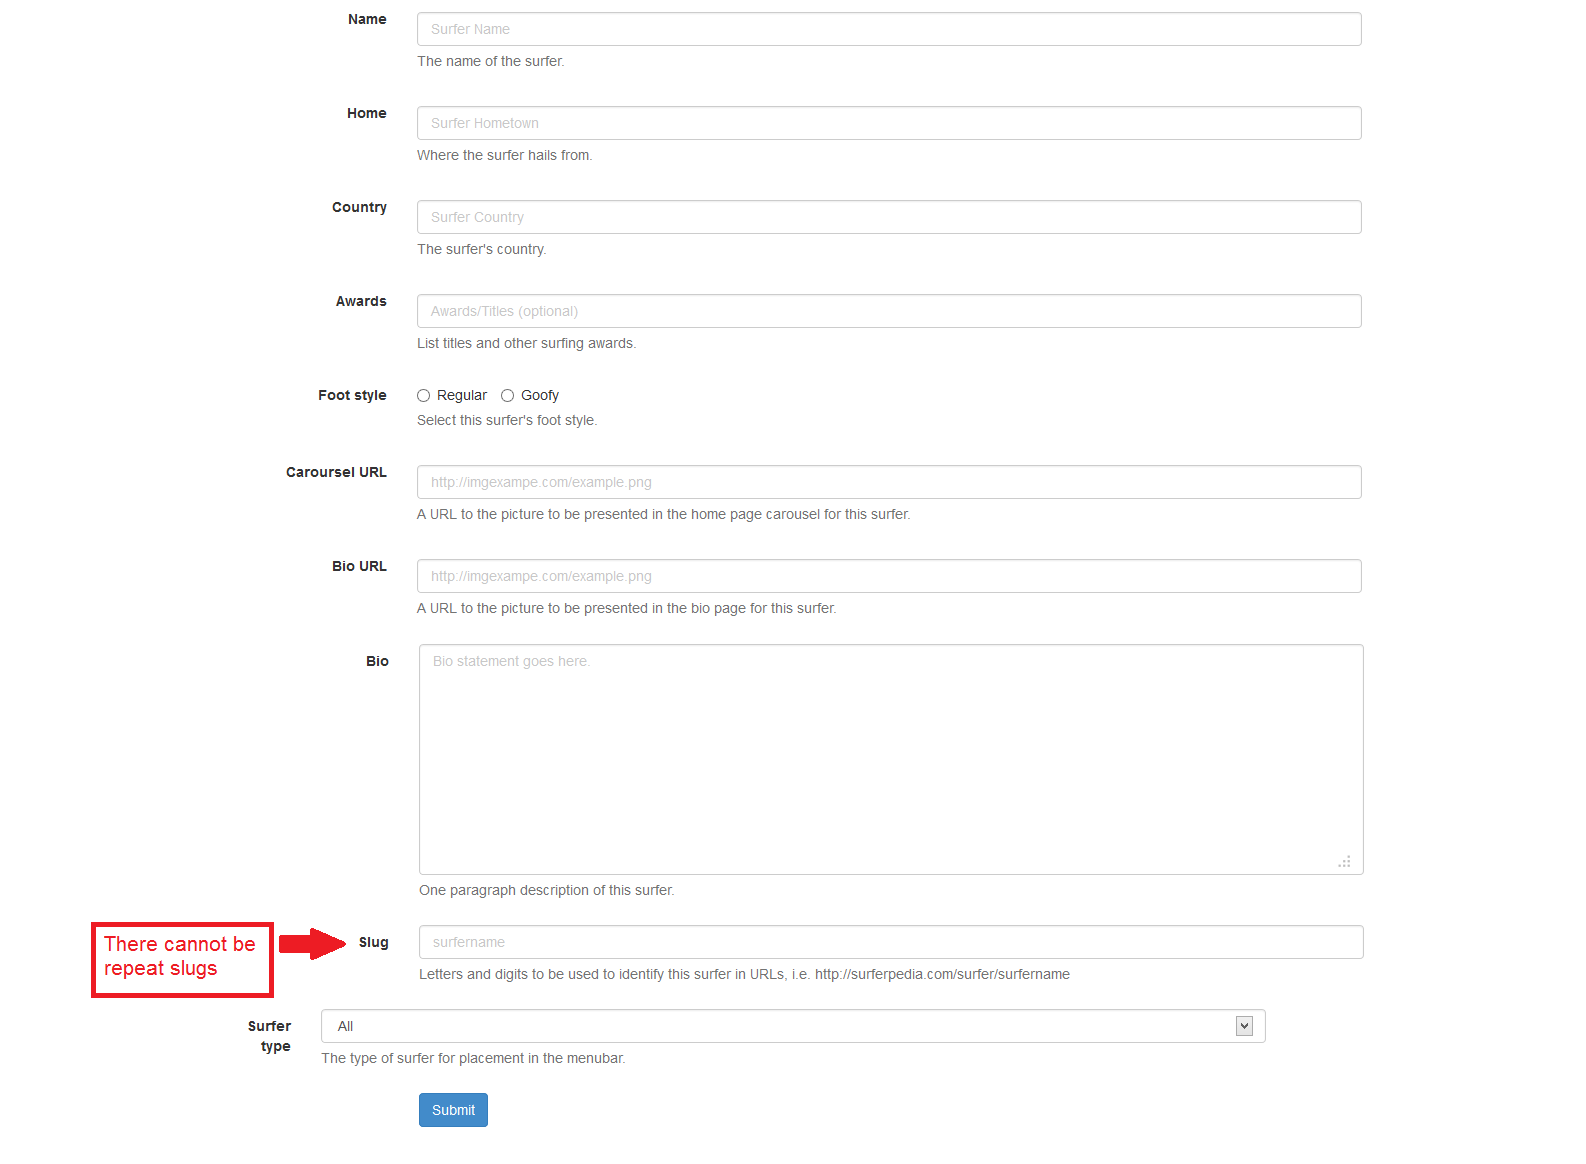 Name
Surfer Name
The name of the surfer.
Home
Surfer Hometown
Where the surfer hails from.
Country
Surfer Country
The surfer's country.
Awards
Awards/Titles (optional)
List titles and other surfing awards.
Foot style
Regular Goofy
Select this surfer's foot style.
Caroursel URL
http://imgexampe.com/example.png
A URL to the picture to be presented in the home page carousel for this surfer.
Bio URL
http://imgexampe.com/example.png
A URL to the picture to be presented in the bio page for this surfer.
Bio
Bio statement goes here.
One paragraph description of this surfer.
There cannot be
repeat slugs
Slug
surfername
Letters and digits to be used to identify this surfer in URLs, i.e. http://surferpedia.com/surfer/surfername
Surfer
type
All
The type of surfer for placement in the menubar.
Submit